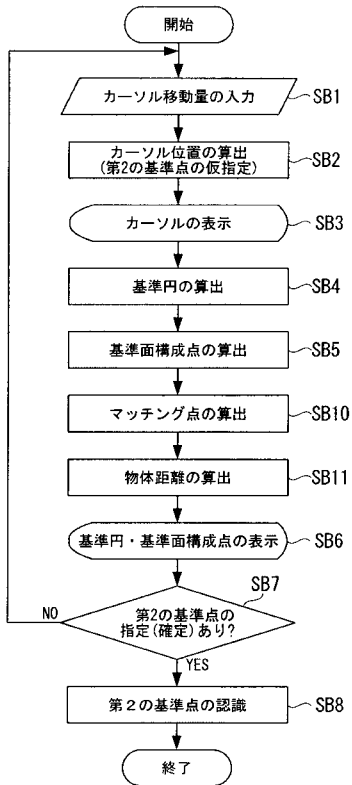 開始
カーソル移動量の入力 SB1
カーソル位置の算出
(第2の基準点の仮指定) SB2
カーソルの表示 SB3
基準円の算出 SB4
基準面構成点の算出 SB5
マッチング点の算出 SB10
物体距離の算出 SB11
基準円・基準面構成点の表示 SB6
SB7
第2の基準点の
指定(確定)あり?
NO
YES
第2の基準点の認識 SB8
終了